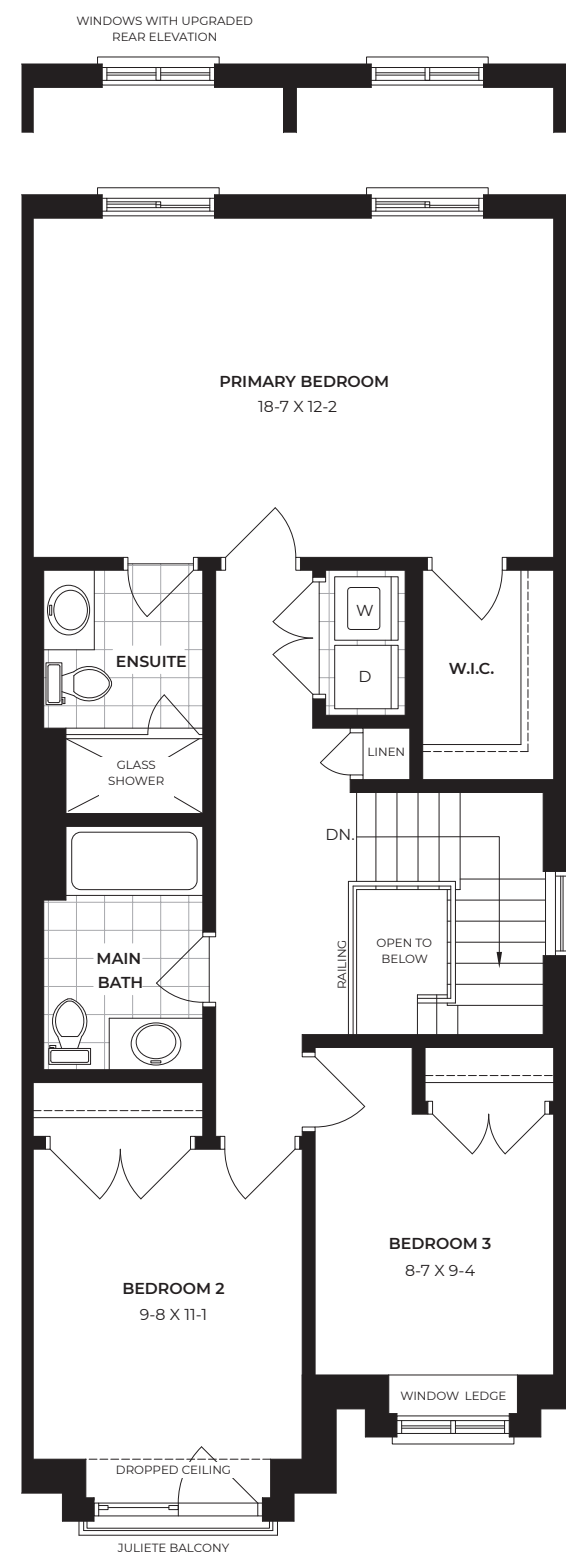 WINDOWS WITH UPGRADED
REAR ELEVATION
PRIMARY BEDROOM
18-7 X 12-2
W
ENSUITE
W.I.C.
D
LINEN
GLASS
SHOWER
DN.
RAILING
OPEN TO
BELOW
MAIN
BATH
BEDROOM 3
8-7 X 9-4
BEDROOM 2
9-8 X 11-1
WINDOW LEDGE
DROPPED CEILING
JULIETE BALCONY